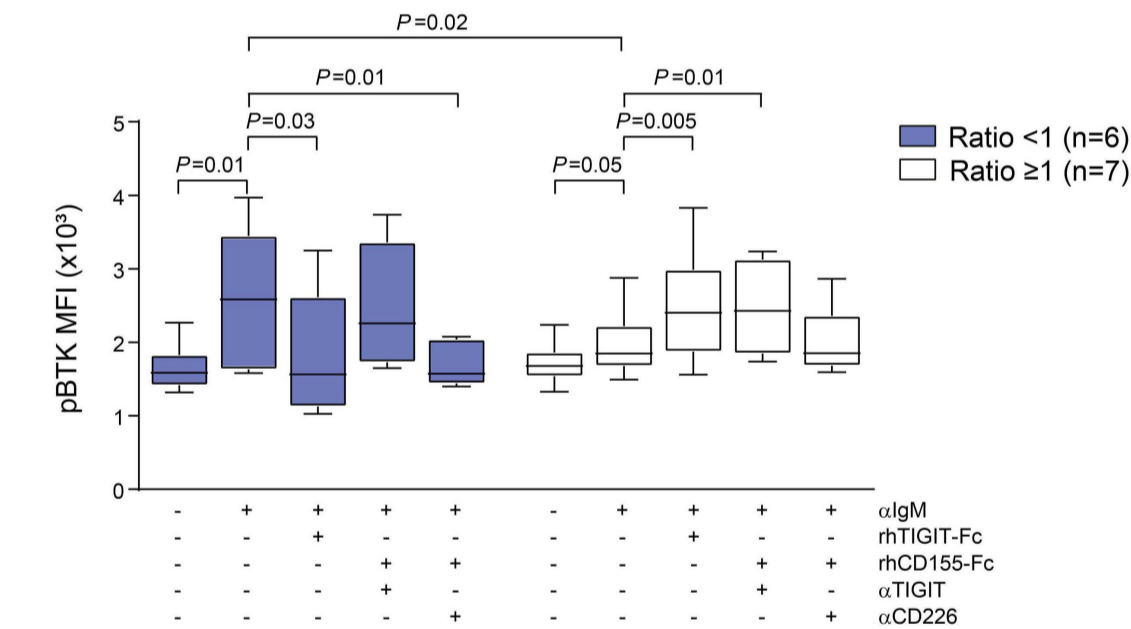 P=0.02
P=0.01
P=0.01
P=0.03
P=0.005
P=0.01
P=0.05
Ratio <1 (n=6)
Ratio ≥1 (n=7)
pBTK MFI (x10³)
5
4
3
2
1
0
- + + + + - + + + + αIgM
- - + - - - - + - - rhTIGIT-Fc
- - - + + - - - + + rhCD155-Fc
- - - + - - - - + - αTIGIT
- - - - + - - - - + αCD226